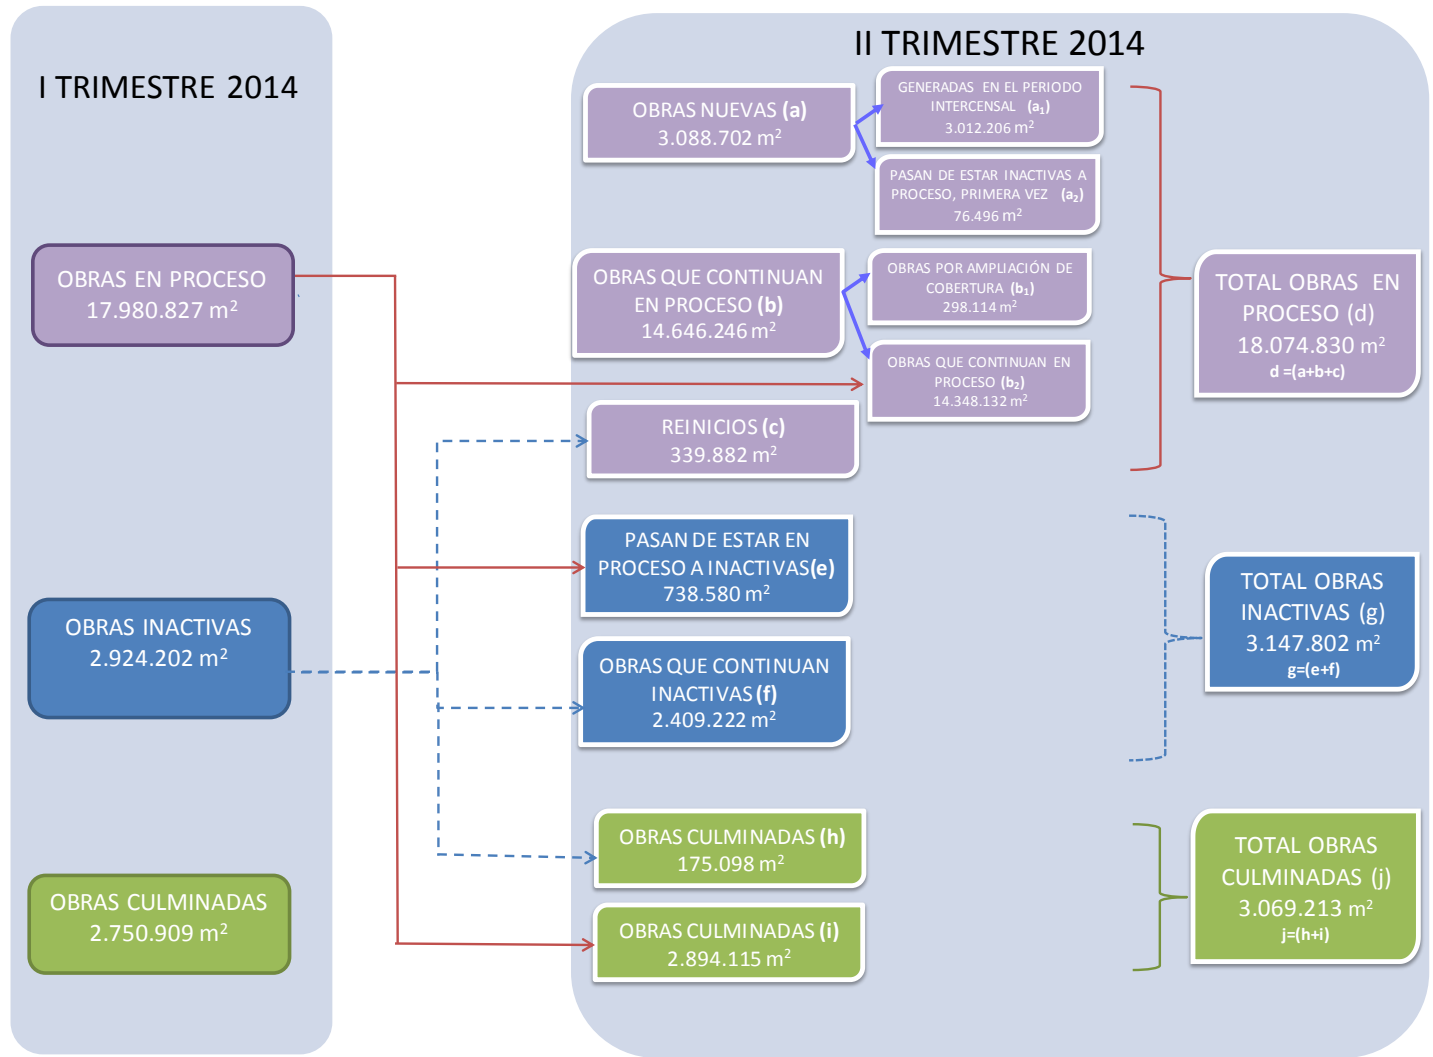 I TRIMESTRE 2014
OBRAS EN PROCESO
17.980.827 m²
OBRAS INACTIVAS
2.924.202 m²
OBRAS CULMINADAS
2.750.909 m²
II TRIMESTRE 2014
OBRAS NUEVAS (a)
3.088.702 m²
GENERADAS EN EL PERIODO
INTERCENSAL (a₁)
3.012.206 m²
PASAN DE ESTAR INACTIVAS A
PROCESO, PRIMERA VEZ (a₂)
76.496 m²
OBRAS QUE CONTINUAN
EN PROCESO (b)
14.646.246 m²
OBRAS POR AMPLIACIÓN DE
COBERTURA (b₁)
298.114 m²
OBRAS QUE CONTINUAN EN
PROCESO (b₂)
14.348.132 m²
REINICIOS (c)
339.882 m²
TOTAL OBRAS EN
PROCESO (d)
18.074.830 m²
d =(a+b+c)
PASAN DE ESTAR EN
PROCESO A INACTIVAS(e)
738.580 m²
OBRAS QUE CONTINUAN
INACTIVAS (f)
2.409.222 m²
TOTAL OBRAS
INACTIVAS (g)
3.147.802 m²
g=(e+f)
OBRAS CULMINADAS (h)
175.098 m²
OBRAS CULMINADAS (i)
2.894.115 m²
TOTAL OBRAS
CULMINADAS (j)
3.069.213 m²
j=(h+i)